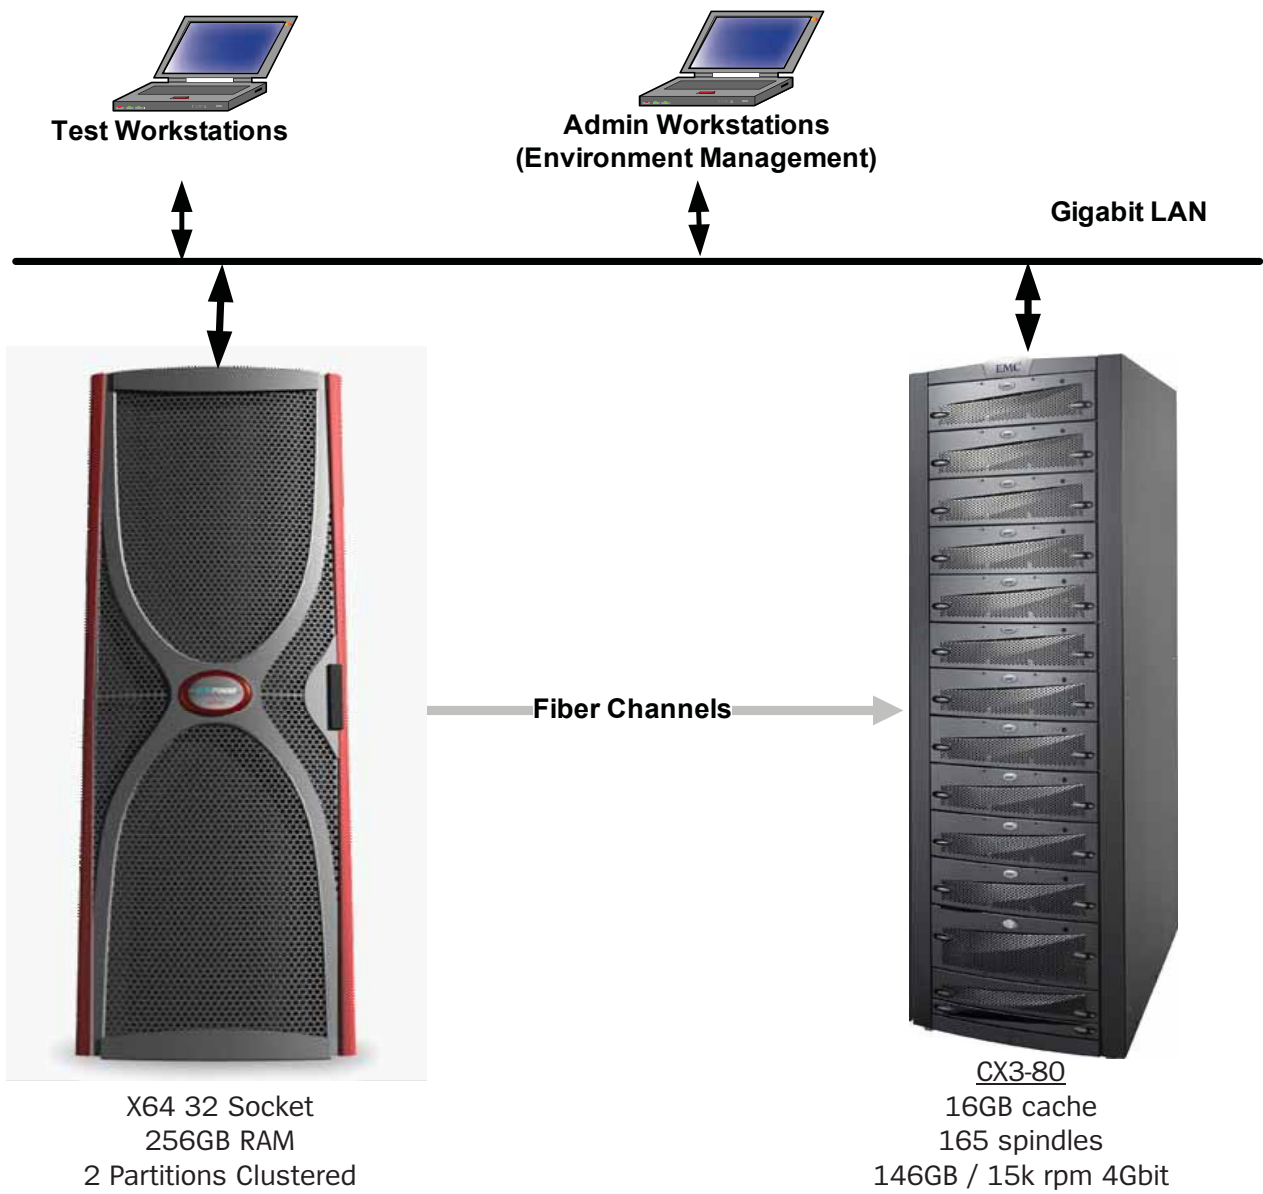 Test Workstations
Admin Workstations
(Environment Management)
Gigabit LAN
EMC
Fiber Channels
X64 32 Socket
256GB RAM
2 Partitions Clustered
CX3-80
16GB cache
165 spindles
146GB / 15k rpm 4Gbit